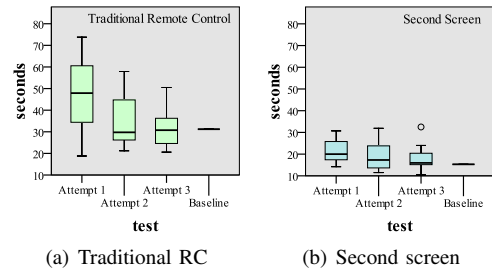 Traditional Remote Control
80
70
60
50
40
30
20
10
seconds
Attempt 1 Attempt 3
Attempt 2 Baseline
test
(a) Traditional RC
Second Screen
80
70
60
50
40
30
20
10
seconds
Attempt 1 Attempt 3
Attempt 2 Baseline
test
(b) Second screen